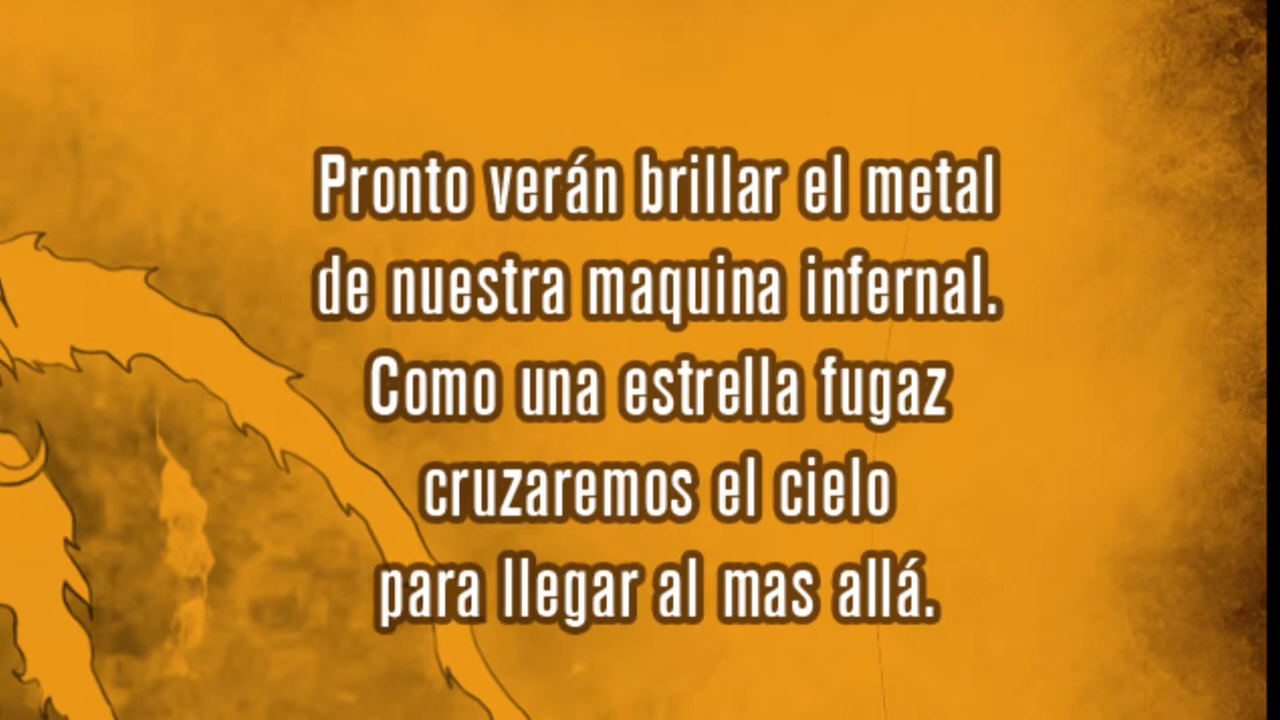 Pronto verán brillar el metal
de nuestra maquina infernal.
Como una estrella fugaz
cruzaremos el cielo
para llegar al mas allá.